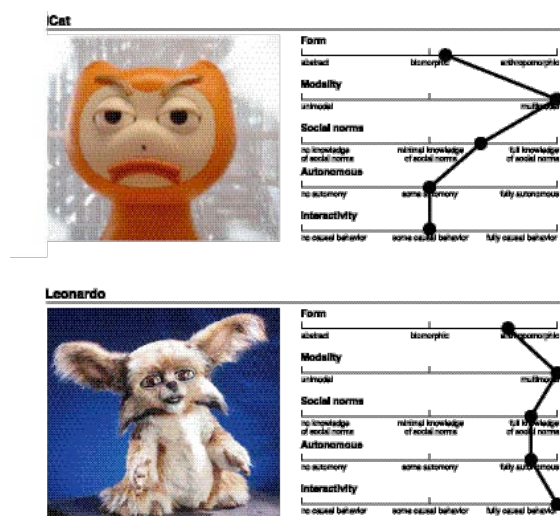 iCat
Form
abstract biomorphic anthropomorphic
Modality
unimodal multimodal
Social norms
no knowledge minimal knowledge full knowledge
of social norms of social norms of social norms
Autonomous
no autonomy some autonomy fully autonomous
Interactivity
no causal behavior some causal behavior fully causal behavior
Leonardo
Form
abstract biomorphic anthropomorphic
Modality
unimodal
Social norms
no knowledge minimal knowledge full knowledge
of social norms of social norms of social norms
Autonomous
no autonomy some autonomy fully autonomous
Interactivity
no causal behavior some causal behavior fully causal behavior